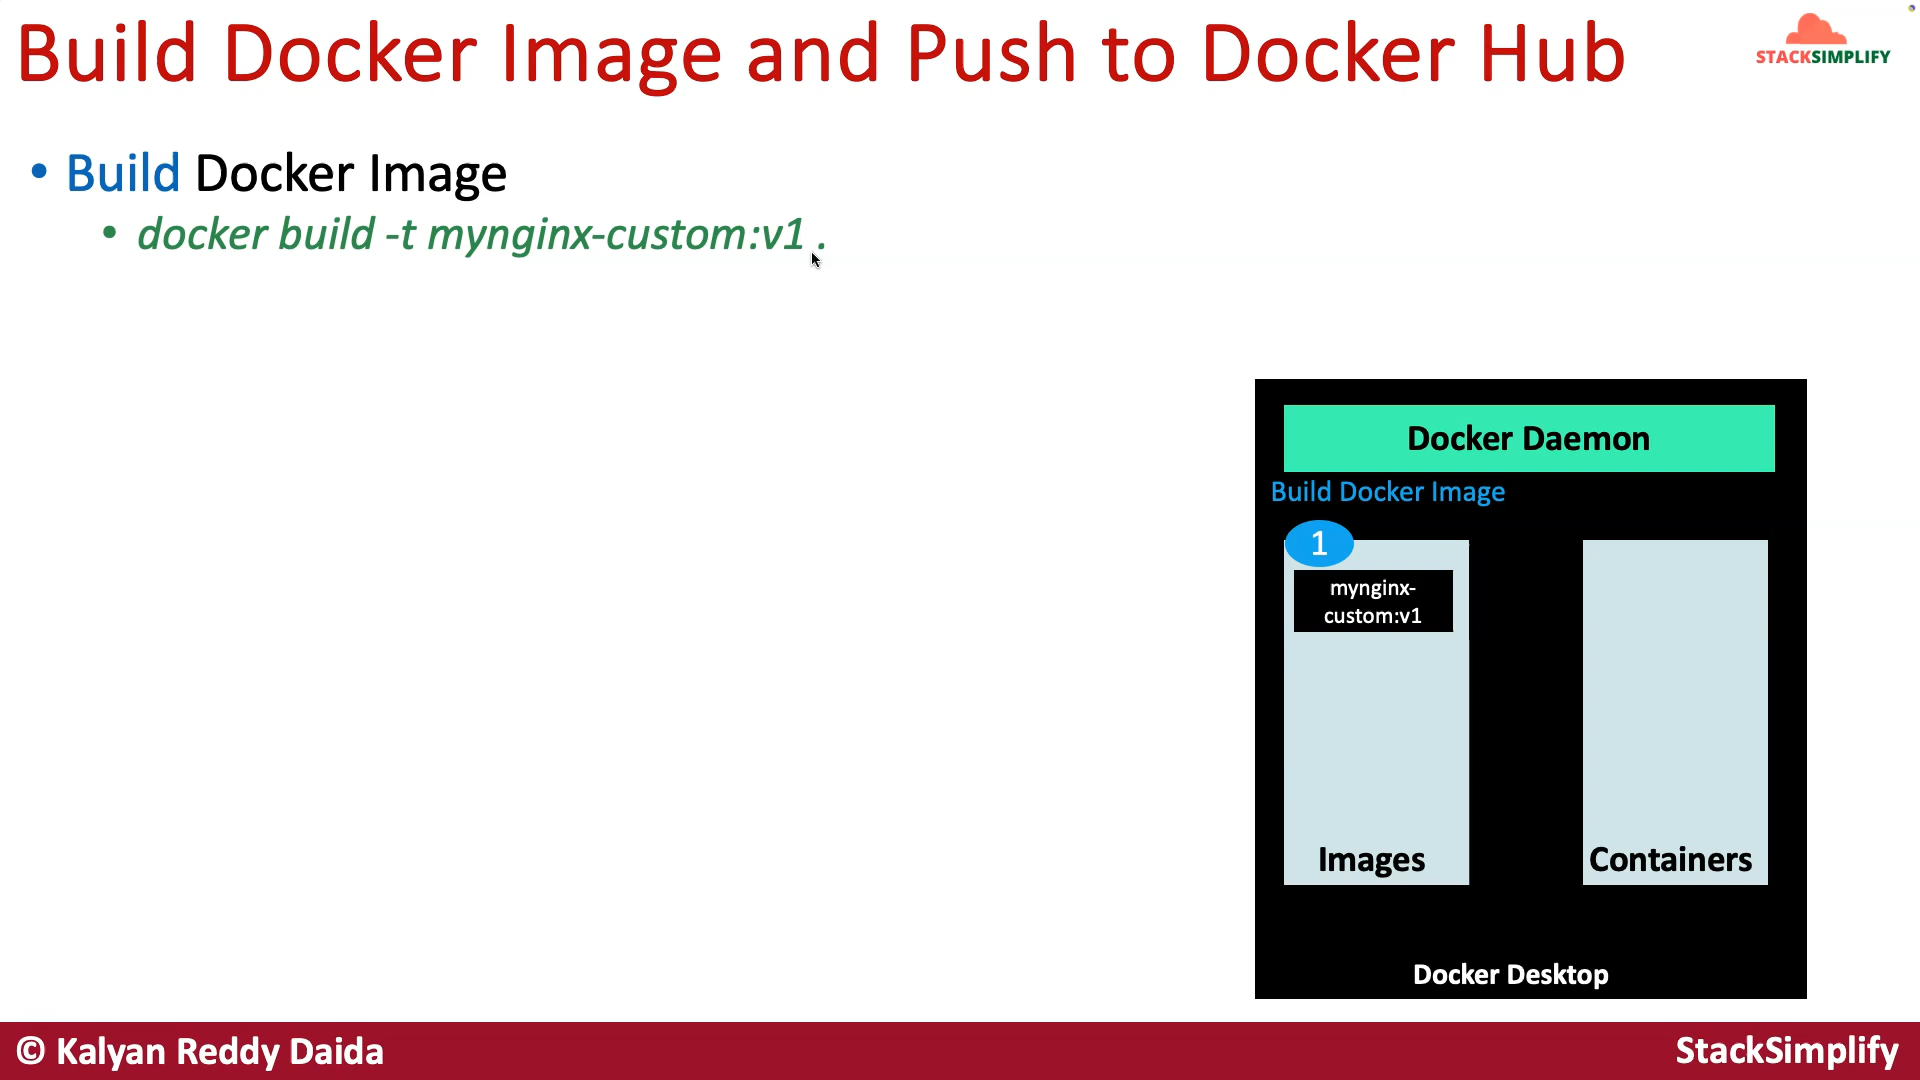 Build Docker Image and Push to Docker Hub
STACKSIMPLIFY
• Build Docker Image
• docker build -t mynginx-custom:v1 .
Docker Daemon
Build Docker Image
1
mynginx-
custom:v1
Images
Containers
Docker Desktop
© Kalyan Reddy Daida
StackSimplify